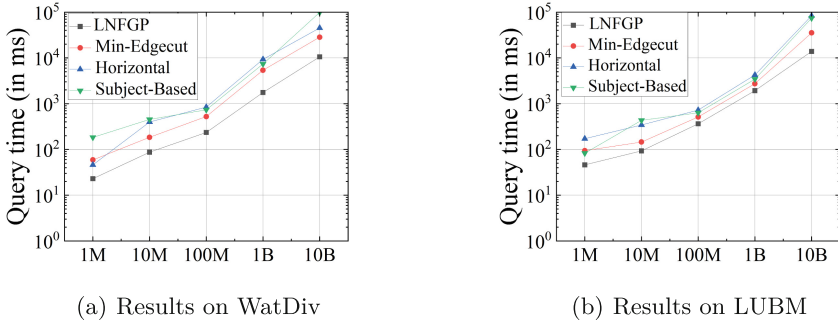 Query time (in ms)
10^5
10^4
10^3
10^2
10^1
10^0
LNFGP
Min-Edgecut
Horizontal
Subject-Based
1M 10M 100M 1B 10B
(a) Results on WatDiv
Query time (in ms)
10^5
10^4
10^3
10^2
10^1
10^0
LNFGP
Min-Edgecut
Horizontal
Subject-Based
1M 10M 100M 1B 10B
(b) Results on LUBM